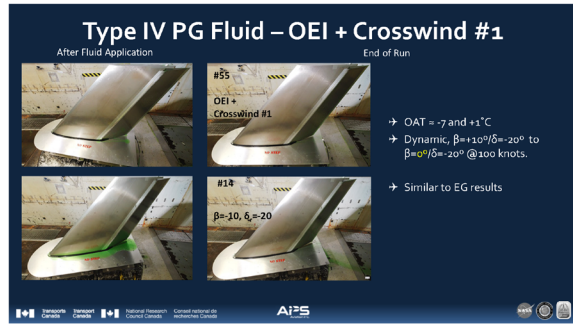 Type IV PG Fluid – OEI + Crosswind #1
After Fluid Application
End of Run
#55
OEI +
Crosswind #1
#14
β=-10, δr=-20
✈ OAT = -7 and +1˚C
✈ Dynamic, β=+10º/δ=-20º to
β=0º/δ=-20º @100 knots.
✈ Similar to EG results
Transports Canada
Transport Canada
National Research Council Canada
Conseil national de recherches Canada
APS
NASA